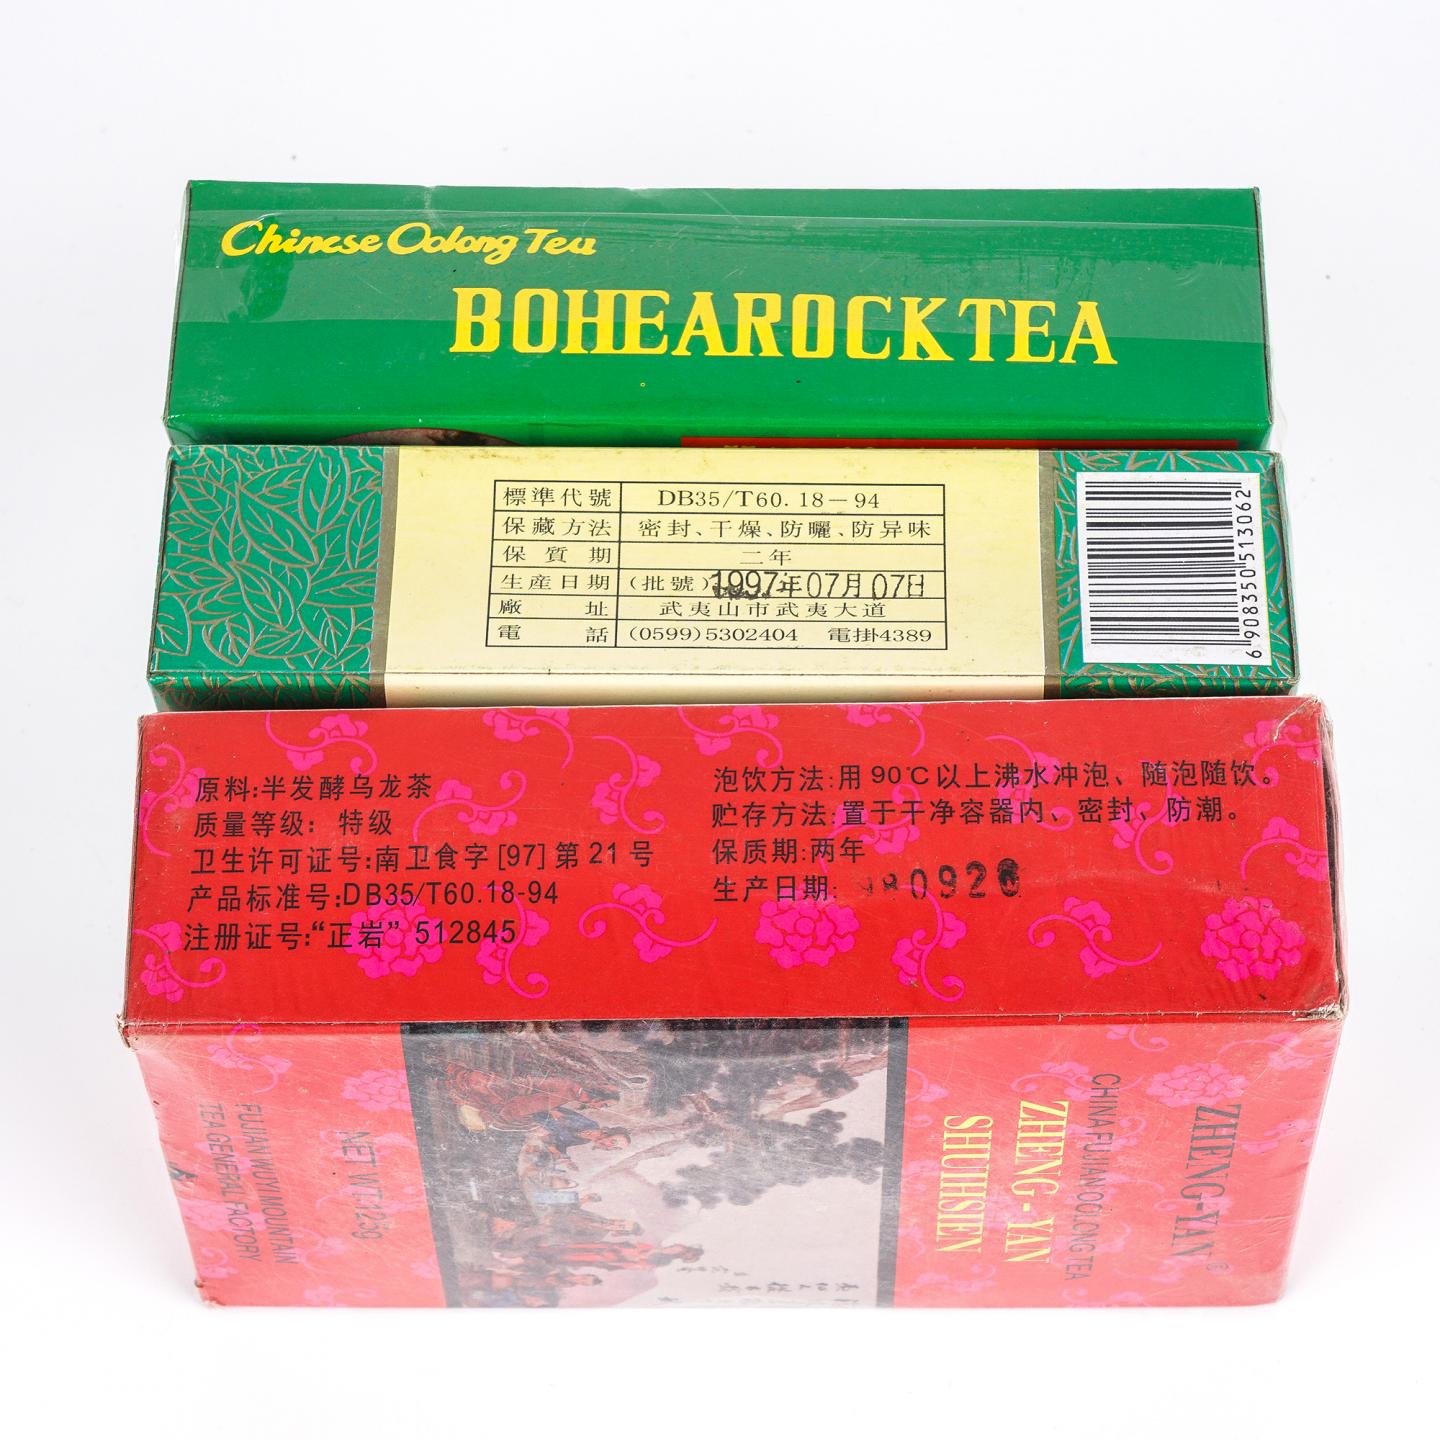 Chinese Oolong Tea
BOHEAROCKTEA
標準代號 DB35/T60.18－94
保藏方法 密封、干燥、防曬、防异味
保質期 二年
生産日期 (批號) 1997年07月07日
廠址 武夷山市武夷大道
電話 (0599)5302404 電掛4389
6 908350 513062
原料:半发酵乌龙茶
质量等级：特级
卫生许可证号:南卫食字[97]第21号
产品标准号:DB35/T60.18-94
注册证号:“正岩”512845
泡饮方法:用90℃以上沸水冲泡、随泡随饮。
贮存方法:置于干净容器内、密封、防潮。
保质期:两年
生产日期: 980926
ZHENG-YAN®
CHINA FUJIAN OOLONG TEA
ZHENG-YAN
SHUIHSIEN
NET WT.125g
FUJIAN WUYI MOUNTAIN
TEA GENERAL FACTORY